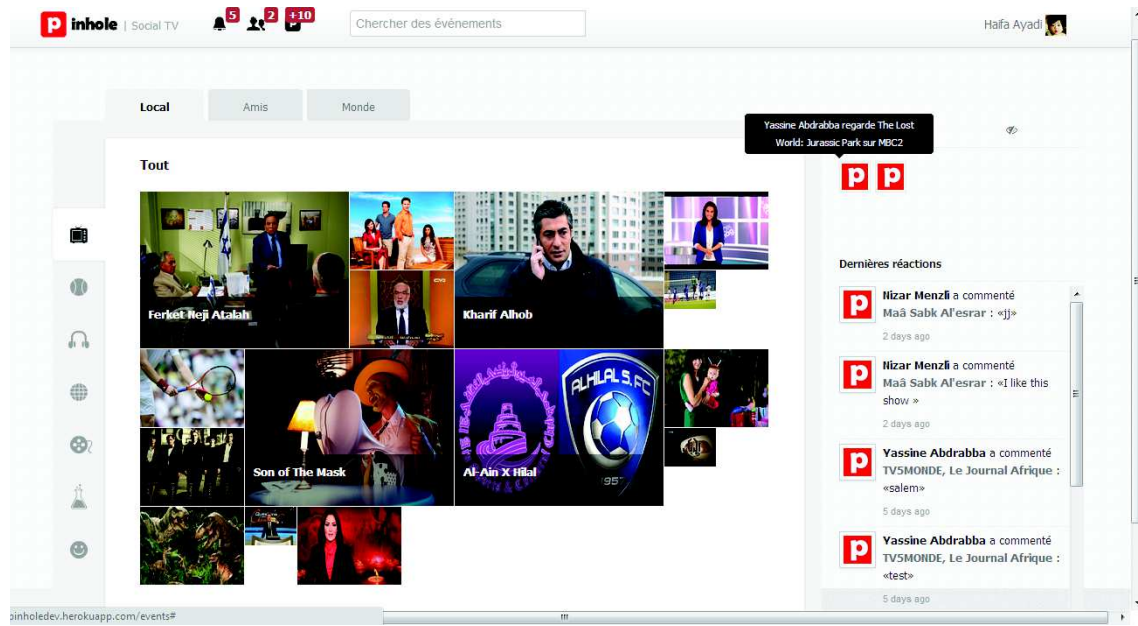 p inhole | Social TV
5
2
+10
Chercher des événements
Haifa Ayadi
Local
Amis
Monde
Yassine Abdrabba regarde The Lost
World: Jurassic Park sur MBC2
Tout
Ferket Neji Atalah
Kharif Alhob
Son of The Mask
Al-Ain X Hilal
ALHILAL S. FC
1957
p
p
Dernières réactions
p
Nizar Menzli a commenté
Maâ Sabk Al'esrar : «jj»
2 days ago
p
Nizar Menzli a commenté
Maâ Sabk Al'esrar : «I like this
show »
2 days ago
p
Yassine Abdrabba a commenté
TV5MONDE, Le Journal Afrique :
«salem»
5 days ago
p
Yassine Abdrabba a commenté
TV5MONDE, Le Journal Afrique :
«test»
5 days ago
pinholedev.herokuapp.com/events#